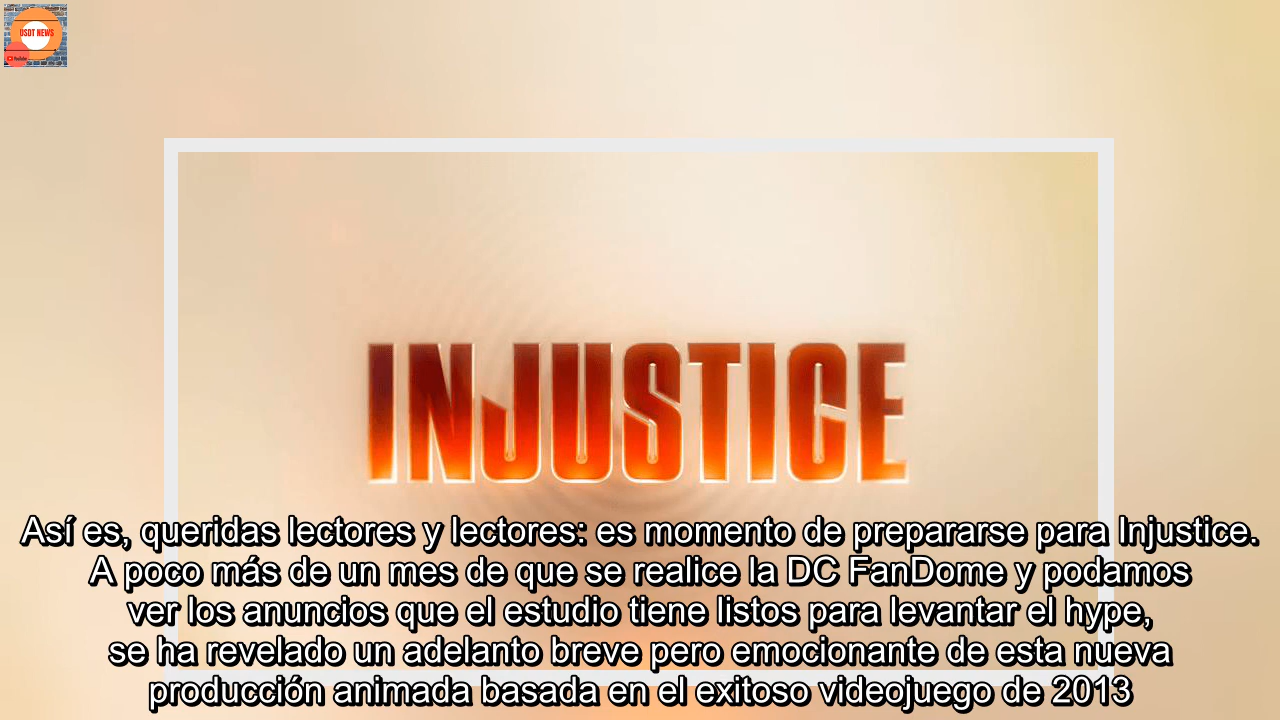 USDT NEWS
YouTube
INJUSTICE
Así es, queridas lectores y lectores: es momento de prepararse para Injustice.
A poco más de un mes de que se realice la DC FanDome y podamos
ver los anuncios que el estudio tiene listos para levantar el hype,
se ha revelado un adelanto breve pero emocionante de esta nueva
producción animada basada en el exitoso videojuego de 2013